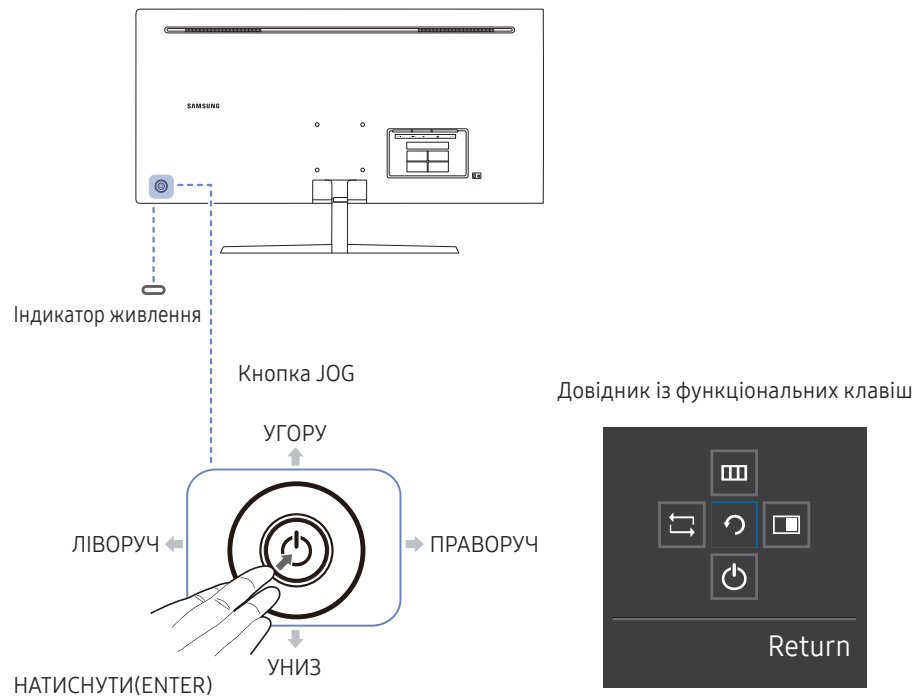 SAMSUNG
Індикатор живлення
Кнопка JOG
Довідник із функціональних клавіш
УГОРУ
ЛІВОРУЧ
ПРАВОРУЧ
УНИЗ
НАТИСНУТИ(ENTER)
Return